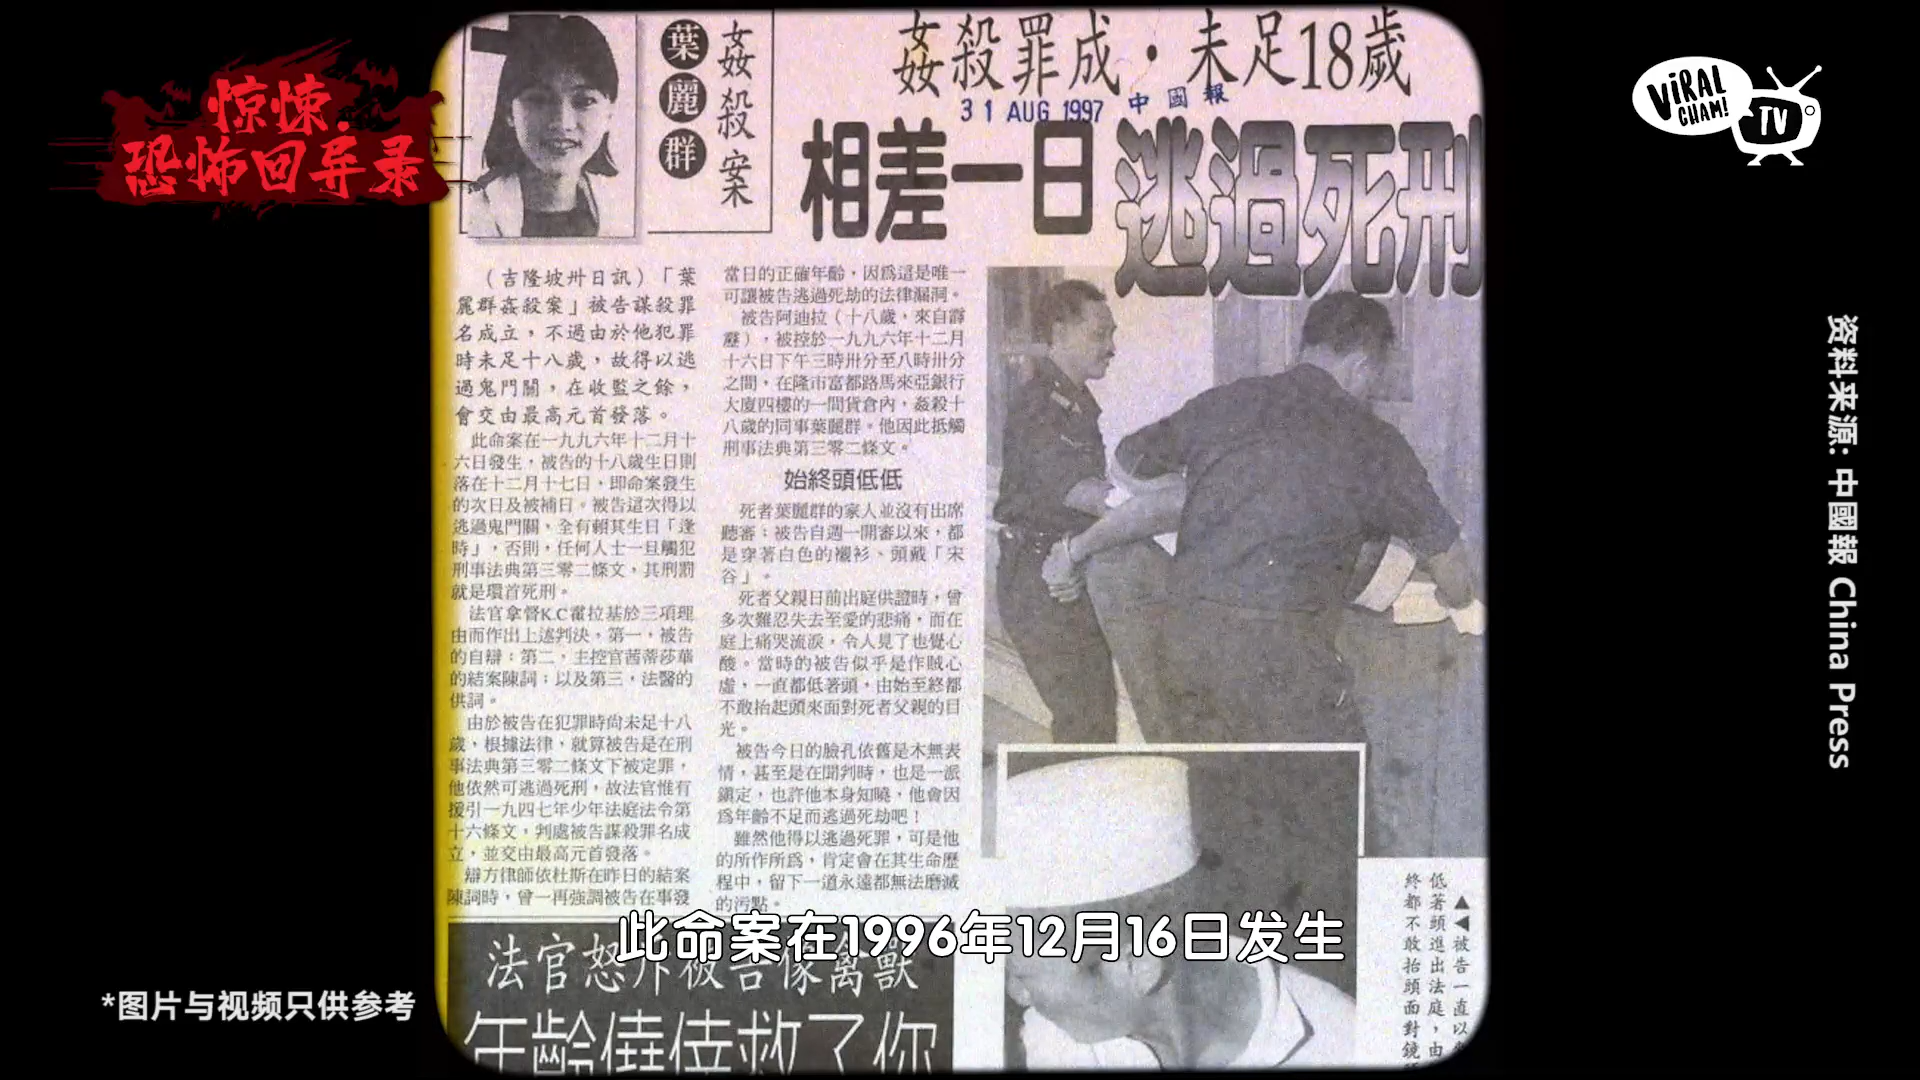 惊悚
恐怖回异录
葉麗群
姦殺案
姦殺罪成·未足18歲
31 AUG 1997 中國報
相差一日
逃過死刑
VIRAL
CHAM!
TV
(吉隆坡卅日訊)「葉
麗群姦殺案」被告謀殺罪
名成立，不過由於他犯罪
時未足十八歲，故得以逃
過鬼門關，在收監之餘，
會交由最高元首發落。
此命案在一九九六年十二月十
六日發生，被告的十八歲生日則
落在十二月十七日，即命案發生
的次日及被補日。被告這次得以
逃過鬼門關，全有賴其生日「逢
時」，否則，任何人士一旦觸犯
刑事法典第三零二條文，其刑罰
就是環首死刑。
法官拿督K.C霍拉基於三項理
由而作出上述判決，第一，被告
的自辯；第二，主控官茜蒂莎華
的結案陳詞；以及第三，法醫的
供詞。
由於被告在犯罪時尚未足十八
歲，根據法律，就算被告是在刑
事法典第三零二條文下被定罪，
他依然可逃過死刑，故法官惟有
援引一九四七年少年法庭法令第
十六條文，判處被告謀殺罪名成
立，並交由最高元首發落。
辯方律師依杜斯在昨日的結案
陳詞時，曾一再強調被告在事發
當日的正確年齡，因爲這是唯一
可讓被告逃過死劫的法律漏洞。
被告阿迪拉（十八歲，來自霹
靂），被控於一九九六年十二月
十六日下午三時卅分至八時卅分
之間，在隆市富都路馬來亞銀行
大廈四樓的一間貨倉內，姦殺十
八歲的同事葉麗群。他因此抵觸
刑事法典第三零二條文。
始終頭低低
死者葉麗群的家人並沒有出席
聽審；被告自週一開審以來，都
是穿著白色的襯衫、頭戴「宋
谷」。
死者父親日前出庭供證時，曾
多次難忍失去至愛的悲痛，而在
庭上痛哭流淚，令人見了也覺心
酸。當時的被告似乎是作賊心
虛，一直都低著頭，由始至終都
不敢抬起頭來面對死者父親的目
光。
被告今日的臉孔依舊是木無表
情，甚至是在聞判時，也是一派
鎮定，也許他本身知曉，他會因
爲年齡不足而逃過死劫吧！
雖然他得以逃過死罪，可是他
的所作所爲，肯定會在其生命歷
程中，留下一道永遠都無法磨滅
的污點。
▲◀被告一直以
低著頭進出法庭，由
終都不敢抬頭面對鏡
法官怒斥被告像禽獸
年齡僥倖救了你
此命案在1996年12月16日发生
*图片与视频只供参考
资料来源: 中國報 China Press